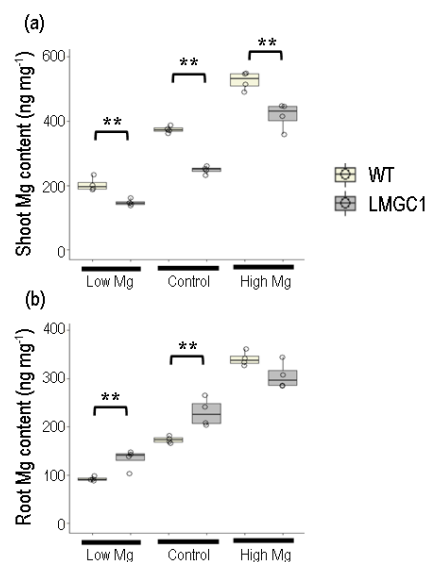 (a)
Shoot Mg content (ng mg⁻¹)
600
400
200
0
**
**
**
Low Mg
Control
High Mg
WT
LMGC1
(b)
Root Mg content (ng mg⁻¹)
400
300
200
100
0
**
**
Low Mg
Control
High Mg